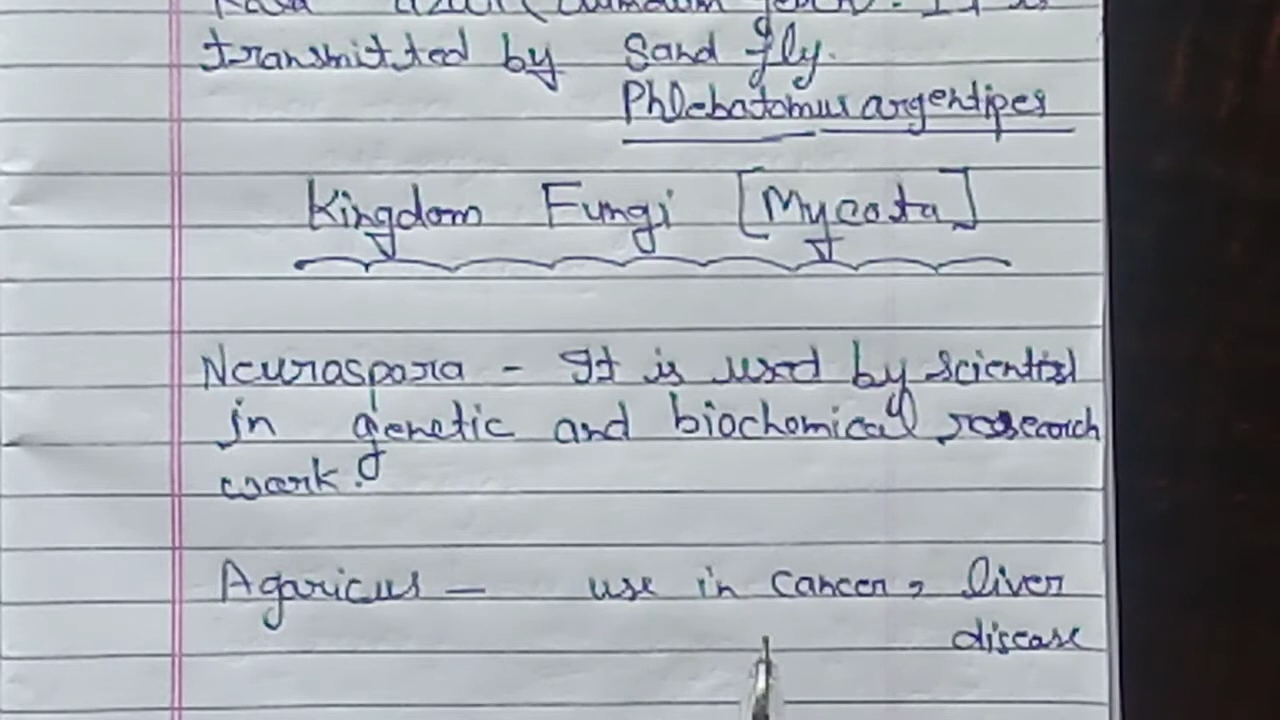 transmitted by Sand fly.
Phlebatomus argentipes
Kingdom Fungi [Mycota]
Neurospora - It is used by scientist
in genetic and biochemical research
work.
Agaricus - use in cancer, liver
disease